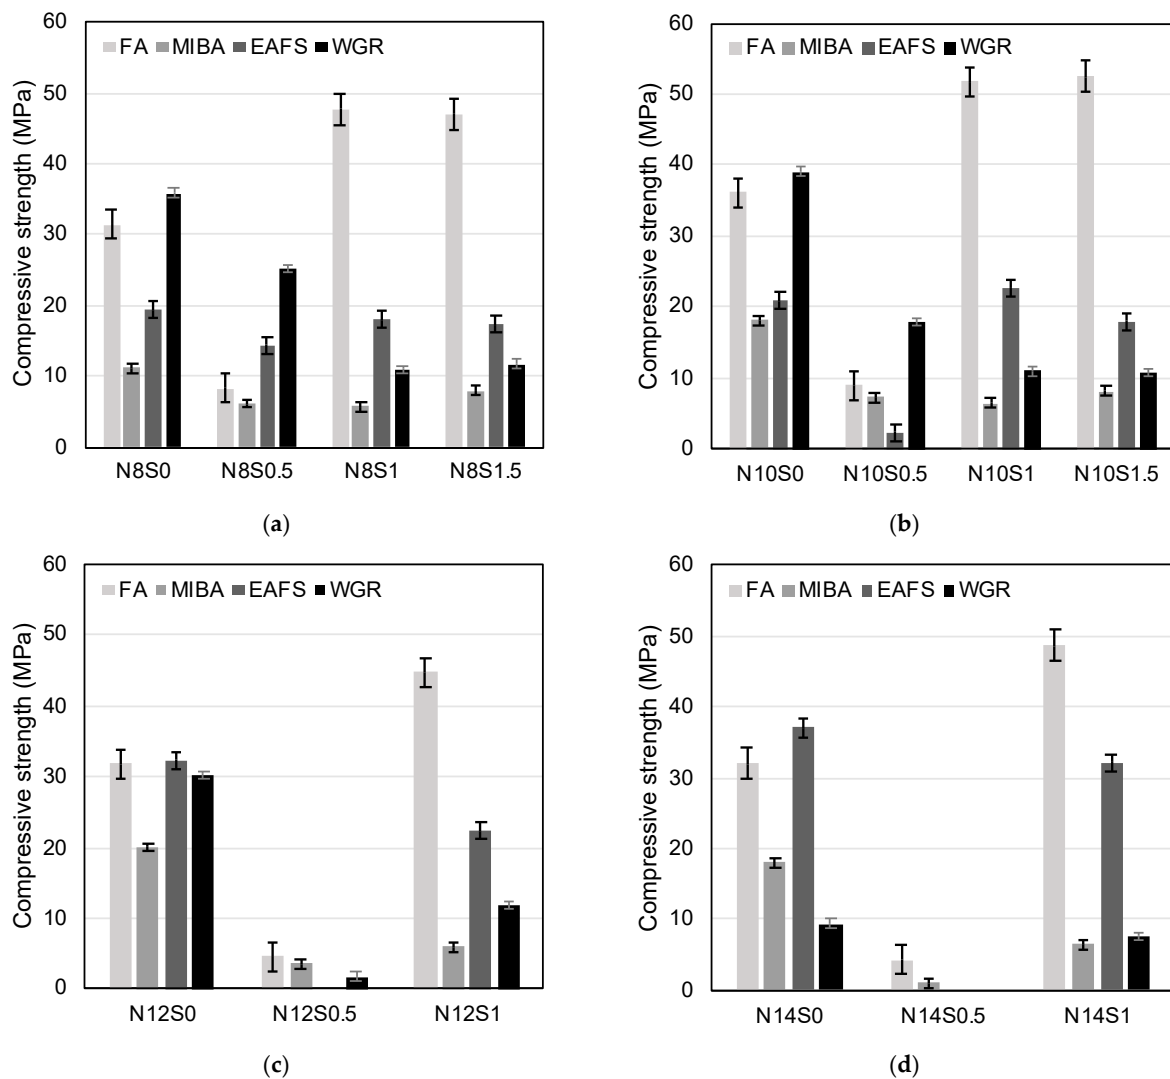 Compressive strength (MPa)
60
50
40
30
20
10
0
FA MIBA EAFS WGR
N8S0 N8S0.5 N8S1 N8S1.5
(a)
Compressive strength (MPa)
60
50
40
30
20
10
0
FA MIBA EAFS WGR
N10S0 N10S0.5 N10S1 N10S1.5
(b)
Compressive strength (MPa)
60
50
40
30
20
10
0
FA MIBA EAFS WGR
N12S0 N12S0.5 N12S1
(c)
Compressive strength (MPa)
60
50
40
30
20
10
0
FA MIBA EAFS WGR
N14S0 N14S0.5 N14S1
(d)